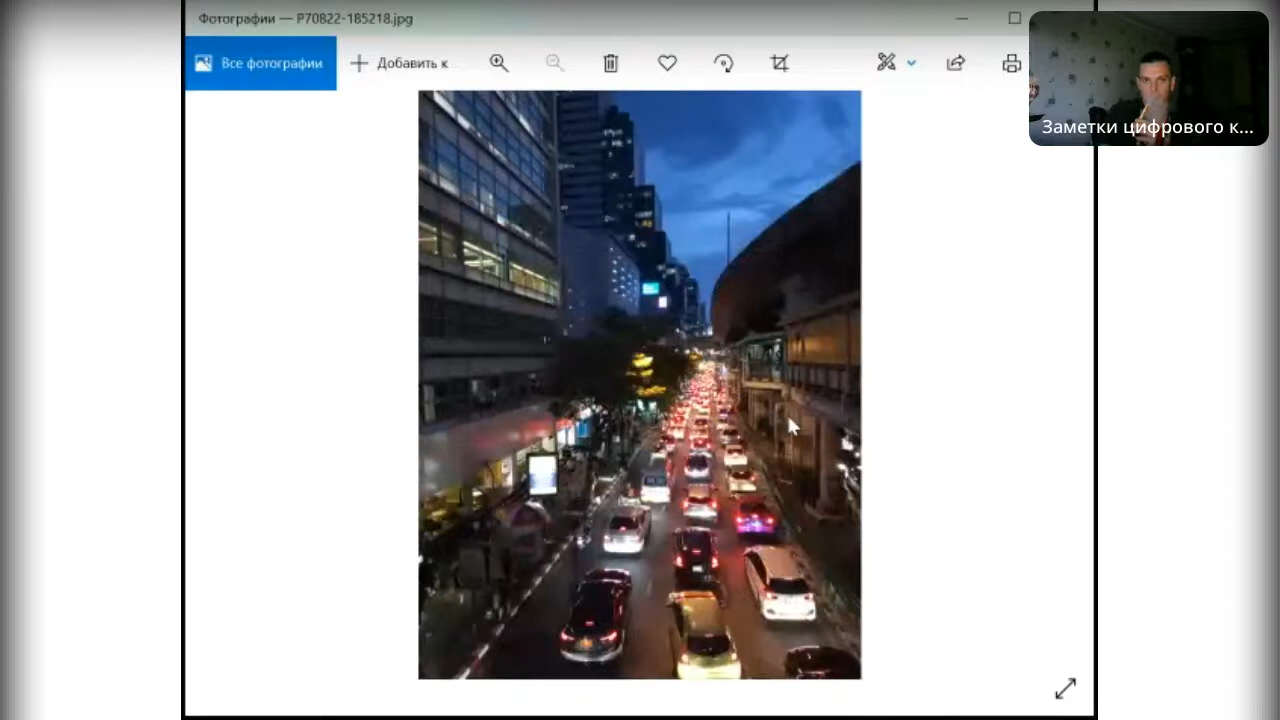 Фотографии — P70822-185218.jpg
Все фотографии
Добавить к
Заметки цифрового к...